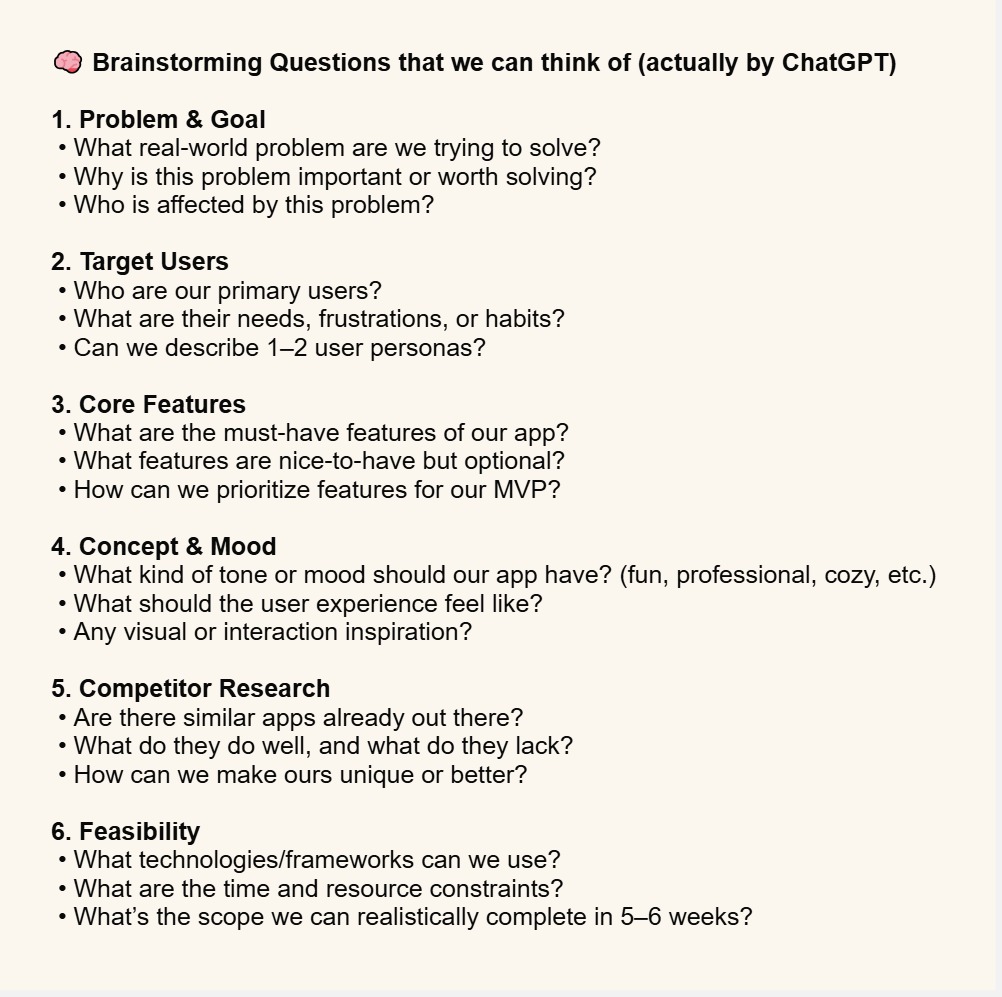 🧠 Brainstorming Questions that we can think of (actually by ChatGPT)
1. Problem & Goal
• What real-world problem are we trying to solve?
• Why is this problem important or worth solving?
• Who is affected by this problem?
2. Target Users
• Who are our primary users?
• What are their needs, frustrations, or habits?
• Can we describe 1–2 user personas?
3. Core Features
• What are the must-have features of our app?
• What features are nice-to-have but optional?
• How can we prioritize features for our MVP?
4. Concept & Mood
• What kind of tone or mood should our app have? (fun, professional, cozy, etc.)
• What should the user experience feel like?
• Any visual or interaction inspiration?
5. Competitor Research
• Are there similar apps already out there?
• What do they do well, and what do they lack?
• How can we make ours unique or better?
6. Feasibility
• What technologies/frameworks can we use?
• What are the time and resource constraints?
• What’s the scope we can realistically complete in 5–6 weeks?